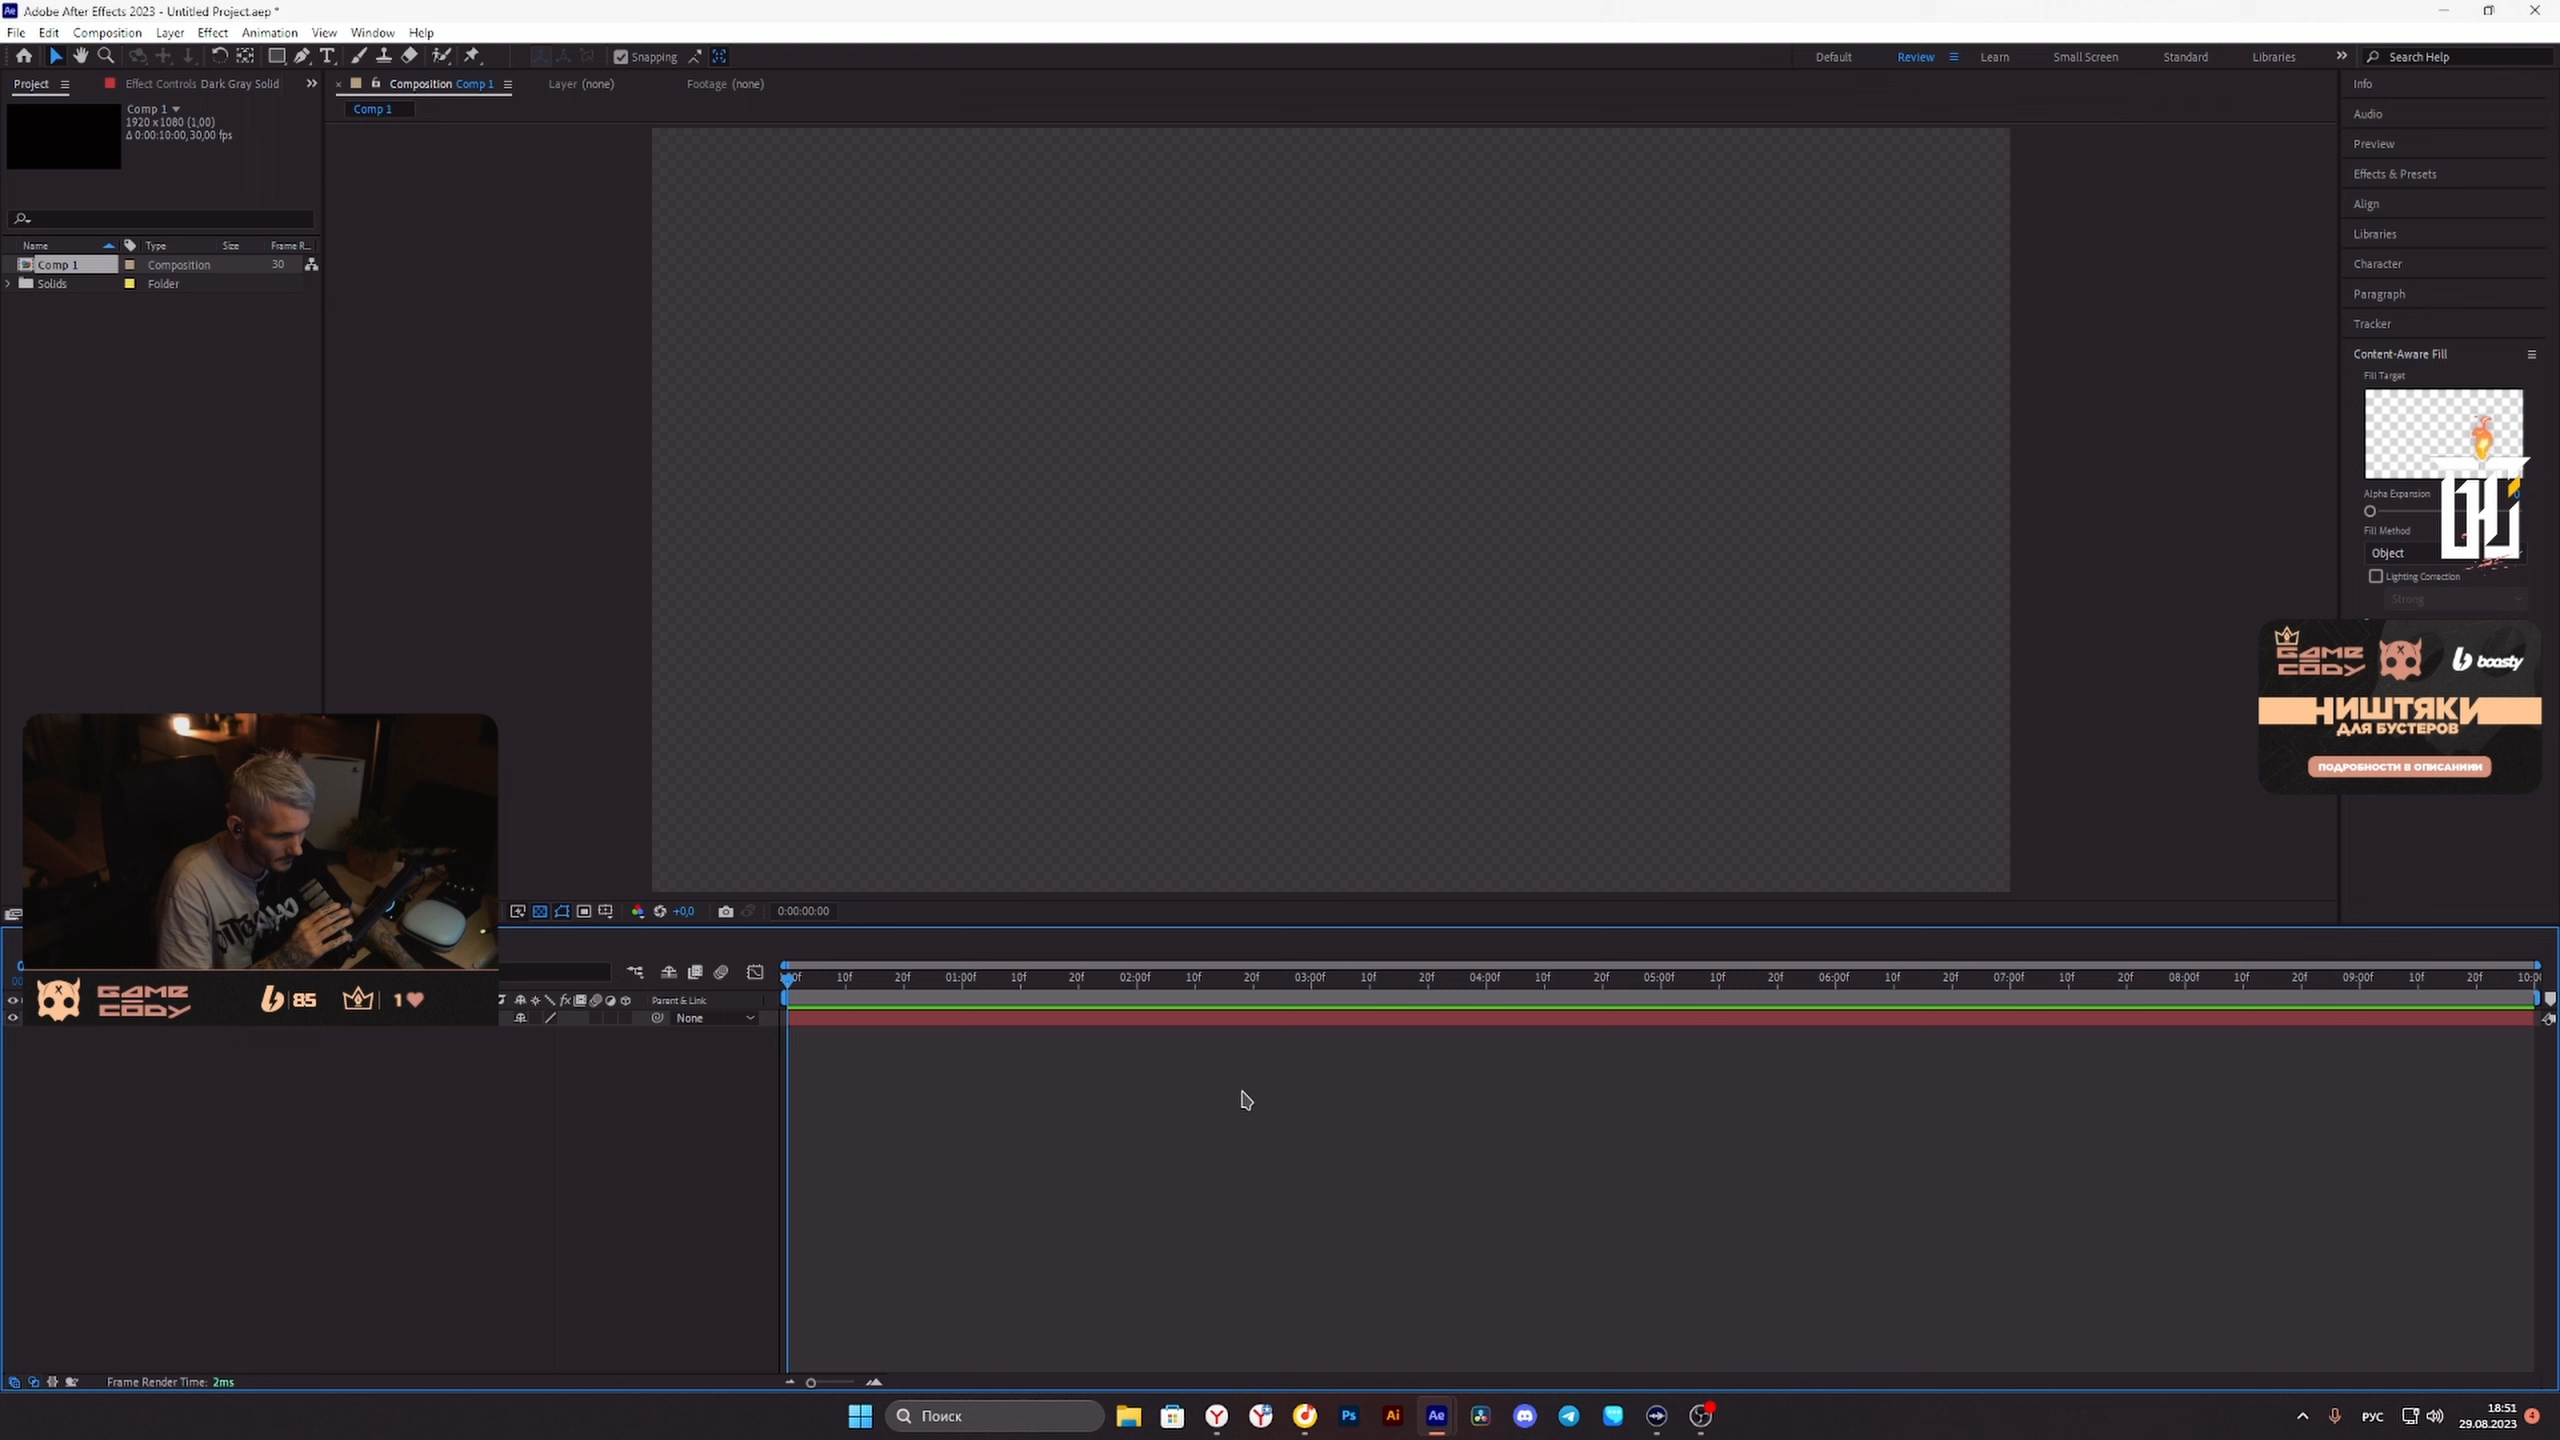 Adobe After Effects 2023 - Untitled Project.aep *
File Edit Composition Layer Effect Animation View Window Help
Snapping
Default Review Learn Small Screen Standard Libraries Search Help
Project Effect Controls Dark Gray Solid
Composition Comp 1 Layer (none) Footage (none)
Comp 1
Comp 1
1920 x 1080 (1,00)
Δ 0:00:10:00, 30,00 fps
Name Type Size Frame R...
Comp 1 Composition 30
Solids Folder
Info
Audio
Preview
Effects & Presets
Align
Libraries
Character
Paragraph
Tracker
Content-Aware Fill
Fill Target
Alpha Expansion 0
Fill Method
Object
Lighting Correction
Strong
GAME CODY boosty
НИШТЯКИ
ДЛЯ БУСТЕРОВ
ПОДРОБНОСТИ В ОПИСАНИИИ
+0,0 0:00:00:00
GAME CODY 85 1
10f 20f 01:00f 10f 20f 02:00f 10f 20f 03:00f 10f 20f 04:00f 10f 20f 05:00f 10f 20f 06:00f 10f 20f 07:00f 10f 20f 08:00f 10f 20f 09:00f 10f 20f 10:00
Parent & Link
None
Frame Render Time: 2ms
Поиск
Ps Ai Ae
РУС
18:51
29.08.2023
4